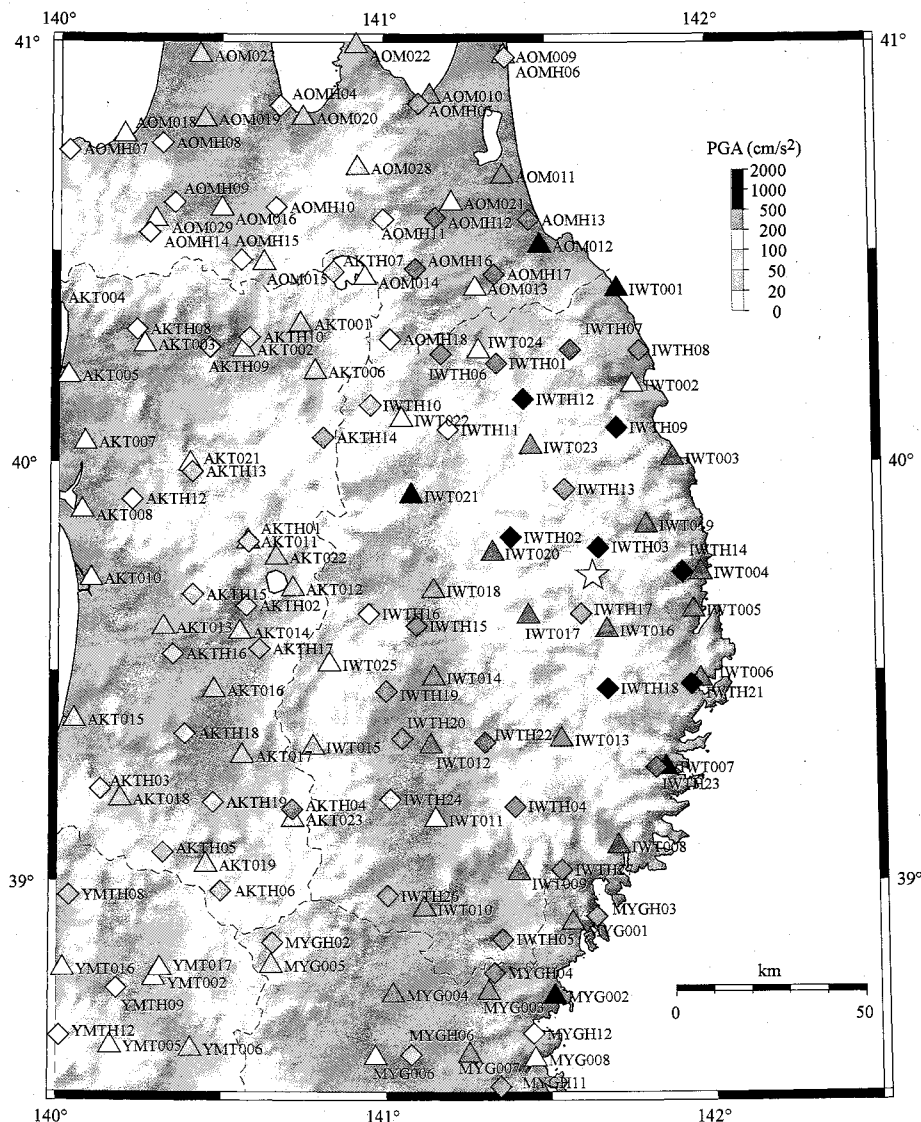 140°
141°
142°
41°
41°
AOM023
AOM022
AOM009
AOMH06
AOMH04
AOM010
AOMH05
AOM018
AOM019
AOM020
AOMH07
AOMH08
PGA (cm/s²)
2000
1000
500
200
100
50
20
0
AOM028
AOM011
AOMH09
AOM016
AOMH10
AOM021
AOM029
AOMH12
AOMH13
AOMH14
AOMH11
AOMH15
AOM012
AKTH07
AOMH16
AOMH17
AOM015
AOM014
AOM013
IWT001
AKT004
AKTH08
AKT001
IWTH07
AKT003
AKTH10
AOMH18
IWT024
IWTH08
AKT002
AKTH09
IWTH06
IWTH01
AKT005
AKT006
IWT002
IWTH10
IWTH12
IWT022
IWTH11
IWTH09
AKT007
AKTH14
IWT023
40°
40°
AKT021
AKTH13
IWT003
AKTH12
IWT021
IWTH13
AKT008
IWT019
AKTH01
AKT011
IWTH02
AKT022
IWT020
IWTH03
IWTH14
AKT010
IWT004
AKTH15
AKT012
IWT018
AKTH02
IWTH16
IWTH17
IWT005
AKT013
AKT014
IWTH15
IWT017
IWT016
AKTH16
AKTH17
IWT025
IWT014
IWT006
AKT016
IWTH19
IWTH18
IWTH21
AKT015
AKTH18
IWTH20
IWTH22
IWT013
AKT017
IWT015
IWT012
IWT007
IWTH23
AKTH03
AKT018
AKTH19
AKTH04
IWTH24
IWTH04
AKT023
IWT011
AKTH05
IWT008
39°
39°
AKT019
IWT009
YMTH08
AKTH06
IWTH26
IWT010
MYGH03
MYG001
MYGH02
IWTH05
YMT016
YMT017
MYG005
MYGH04
YMT002
km
YMTH09
MYG004
MYG003
MYG002
0
50
YMTH12
MYGH06
MYGH12
YMT005
YMT006
MYG006
MYG007
MYG008
MYGH11
140°
141°
142°